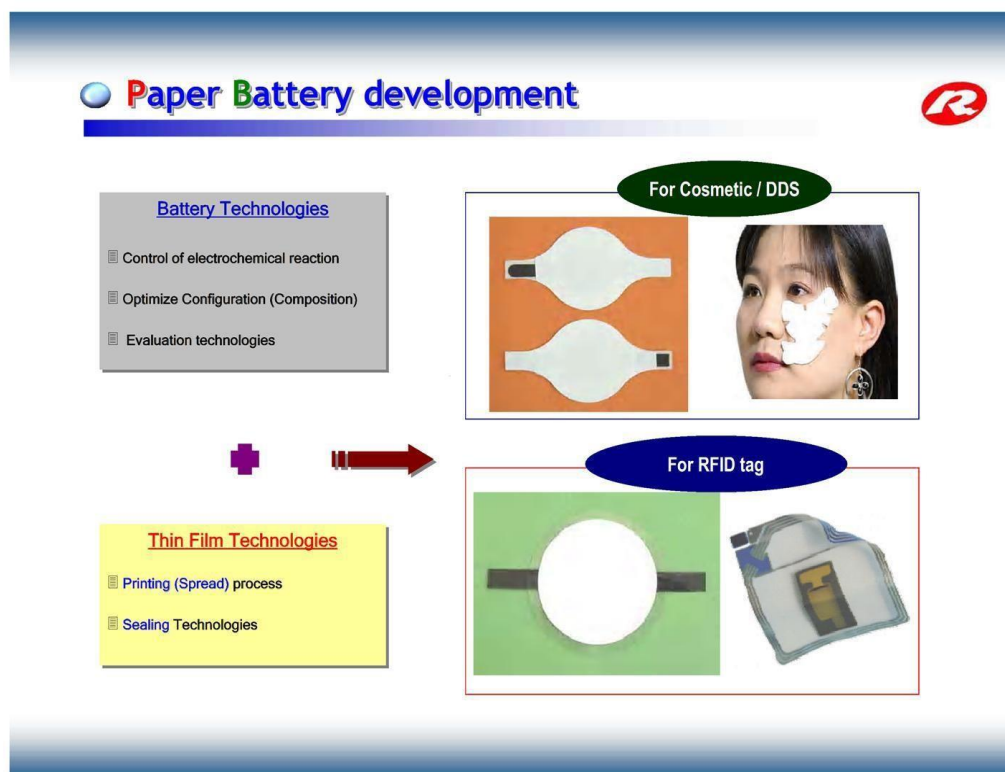 Paper Battery development
R
Battery Technologies
Control of electrochemical reaction
Optimize Configuration (Composition)
Evaluation technologies
Thin Film Technologies
Printing (Spread) process
Sealing Technologies
For Cosmetic / DDS
For RFID tag